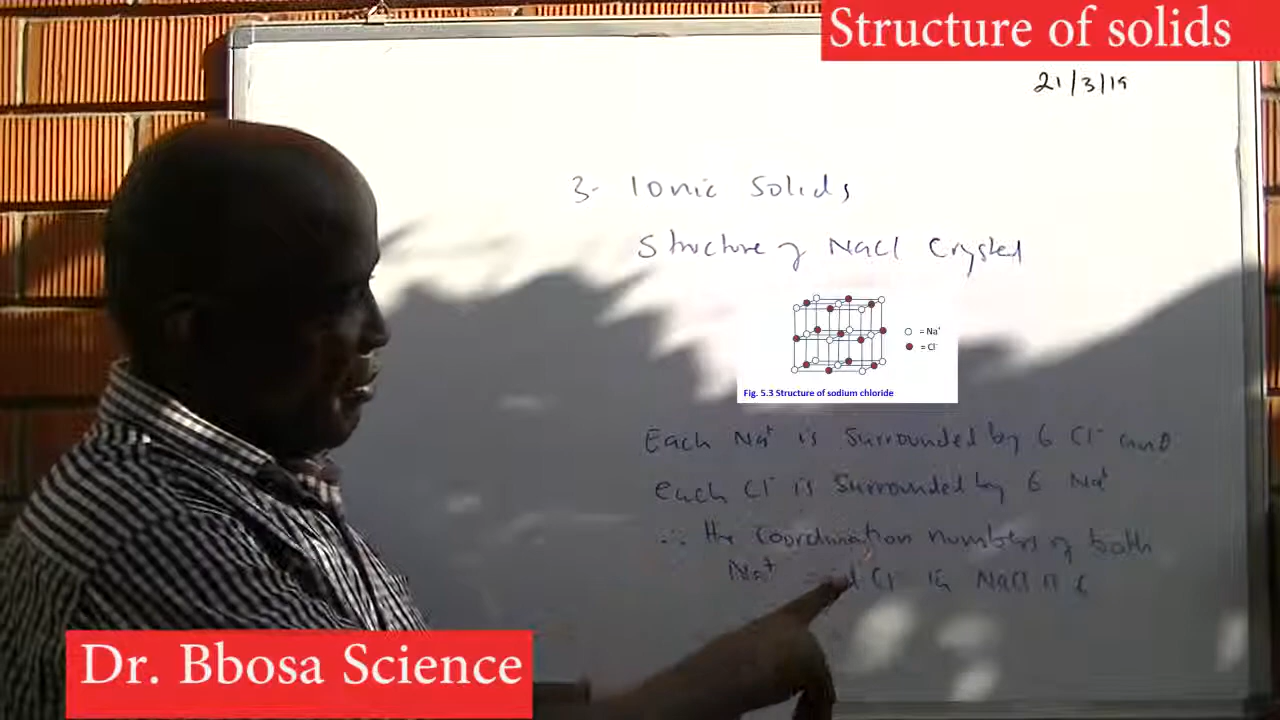 Structure of solids
21/3/19
3. Ionic Solids
Structure of NaCl Crystal
= Na⁺
= Cl⁻
Fig. 5.3 Structure of sodium chloride
Each Na⁺ is surrounded by 6 Cl⁻ and
each Cl⁻ is surrounded by 6 Na⁺
∴ the coordination numbers of both
Na⁺ and Cl⁻ in NaCl is 6
Dr. Bbosa Science